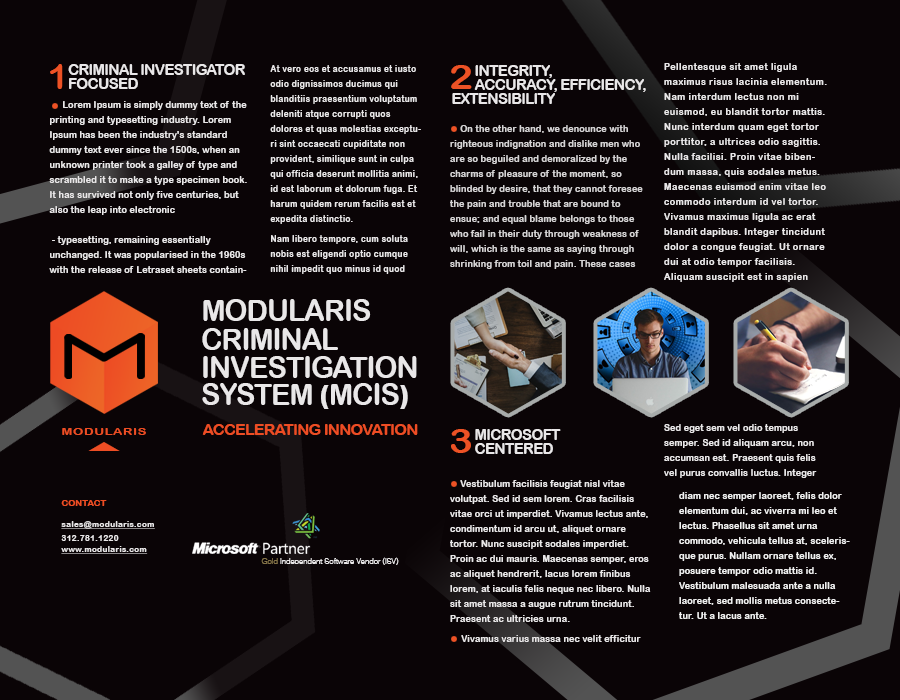 1 CRIMINAL INVESTIGATOR
FOCUSED
● Lorem Ipsum is simply dummy text of the
printing and typesetting industry. Lorem
Ipsum has been the industry's standard
dummy text ever since the 1500s, when an
unknown printer took a galley of type and
scrambled it to make a type specimen book.
It has survived not only five centuries, but
also the leap into electronic
- typesetting, remaining essentially
unchanged. It was popularised in the 1960s
with the release of Letraset sheets contain-
At vero eos et accusamus et iusto
odio dignissimos ducimus qui
blanditiis praesentium voluptatum
deleniti atque corrupti quos
dolores et quas molestias exceptu-
ri sint occaecati cupiditate non
provident, similique sunt in culpa
qui officia deserunt mollitia animi,
id est laborum et dolorum fuga. Et
harum quidem rerum facilis est et
expedita distinctio.
Nam libero tempore, cum soluta
nobis est eligendi optio cumque
nihil impedit quo minus id quod
MODULARIS
CRIMINAL
INVESTIGATION
SYSTEM (MCIS)
ACCELERATING INNOVATION
MODULARIS
CONTACT
sales@modularis.com
312.781.1220
www.modularis.com
Microsoft Partner
Gold Independent Software Vendor (ISV)
2 INTEGRITY,
ACCURACY, EFFICIENCY,
EXTENSIBILITY
● On the other hand, we denounce with
righteous indignation and dislike men who
are so beguiled and demoralized by the
charms of pleasure of the moment, so
blinded by desire, that they cannot foresee
the pain and trouble that are bound to
ensue; and equal blame belongs to those
who fail in their duty through weakness of
will, which is the same as saying through
shrinking from toil and pain. These cases
Pellentesque sit amet ligula
maximus risus lacinia elementum.
Nam interdum lectus non mi
euismod, eu blandit tortor mattis.
Nunc interdum quam eget tortor
porttitor, a ultrices odio sagittis.
Nulla facilisi. Proin vitae biben-
dum massa, quis sodales metus.
Maecenas euismod enim vitae leo
commodo interdum id vel tortor.
Vivamus maximus ligula ac erat
blandit dapibus. Integer tincidunt
dolor a congue feugiat. Ut ornare
dui at odio tempor facilisis.
Aliquam suscipit est in sapien
3 MICROSOFT
CENTERED
● Vestibulum facilisis feugiat nisl vitae
volutpat. Sed id sem lorem. Cras facilisis
vitae orci ut imperdiet. Vivamus lectus ante,
condimentum id arcu ut, aliquet ornare
tortor. Nunc suscipit sodales imperdiet.
Proin ac dui mauris. Maecenas semper, eros
ac aliquet hendrerit, lacus lorem finibus
lorem, at iaculis felis neque nec libero. Nulla
sit amet massa a augue rutrum tincidunt.
Praesent ac ultricies urna.
● Vivamus varius massa nec velit efficitur
Sed eget sem vel odio tempus
semper. Sed id aliquam arcu, non
accumsan est. Praesent quis felis
vel purus convallis luctus. Integer
diam nec semper laoreet, felis dolor
elementum dui, ac viverra mi leo et
lectus. Phasellus sit amet urna
commodo, vehicula tellus at, sceleris-
que purus. Nullam ornare tellus ex,
posuere tempor odio mattis id.
Vestibulum malesuada ante a nulla
laoreet, sed mollis metus consecte-
tur. Ut a lacus ante.